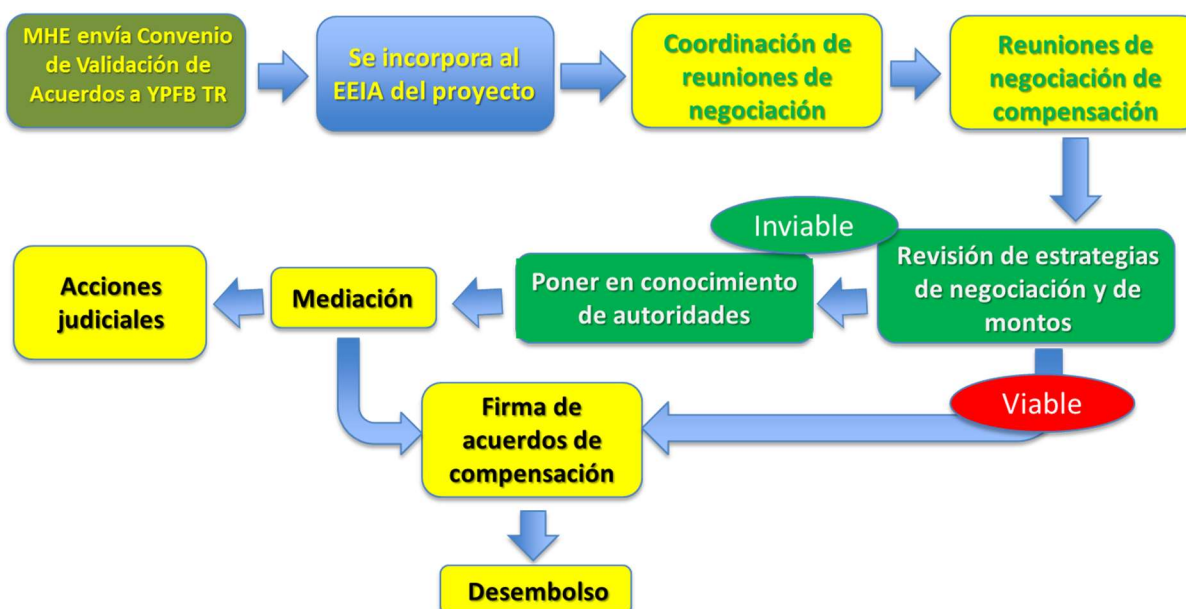 MHE envía Convenio
de Validación de
Acuerdos a YPFB TR
Se incorpora al
EEIA del proyecto
Coordinación de
reuniones de
negociación
Reuniones de
negociación de
compensación
Inviable
Revisión de estrategias
de negociación y de
montos
Poner en conocimiento
de autoridades
Mediación
Acciones
judiciales
Viable
Firma de
acuerdos de
compensación
Desembolso